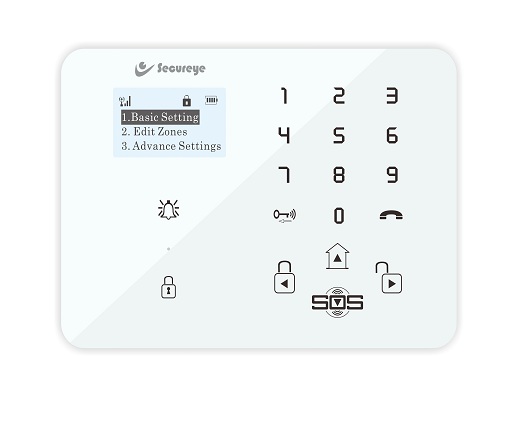 Secureye
1.Basic Setting
2. Edit Zones
3. Advance Settings
1 2 3
4 5 6
7 8 9
0
SOS